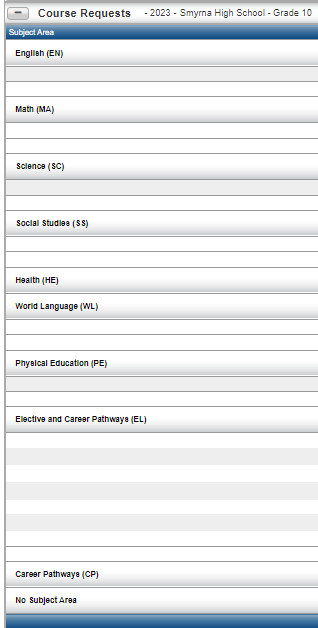 Course Requests - 2023 - Smyrna High School - Grade 10
Subject Area
English (EN)
Math (MA)
Science (SC)
Social Studies (SS)
Health (HE)
World Language (WL)
Physical Education (PE)
Elective and Career Pathways (EL)
Career Pathways (CP)
No Subject Area